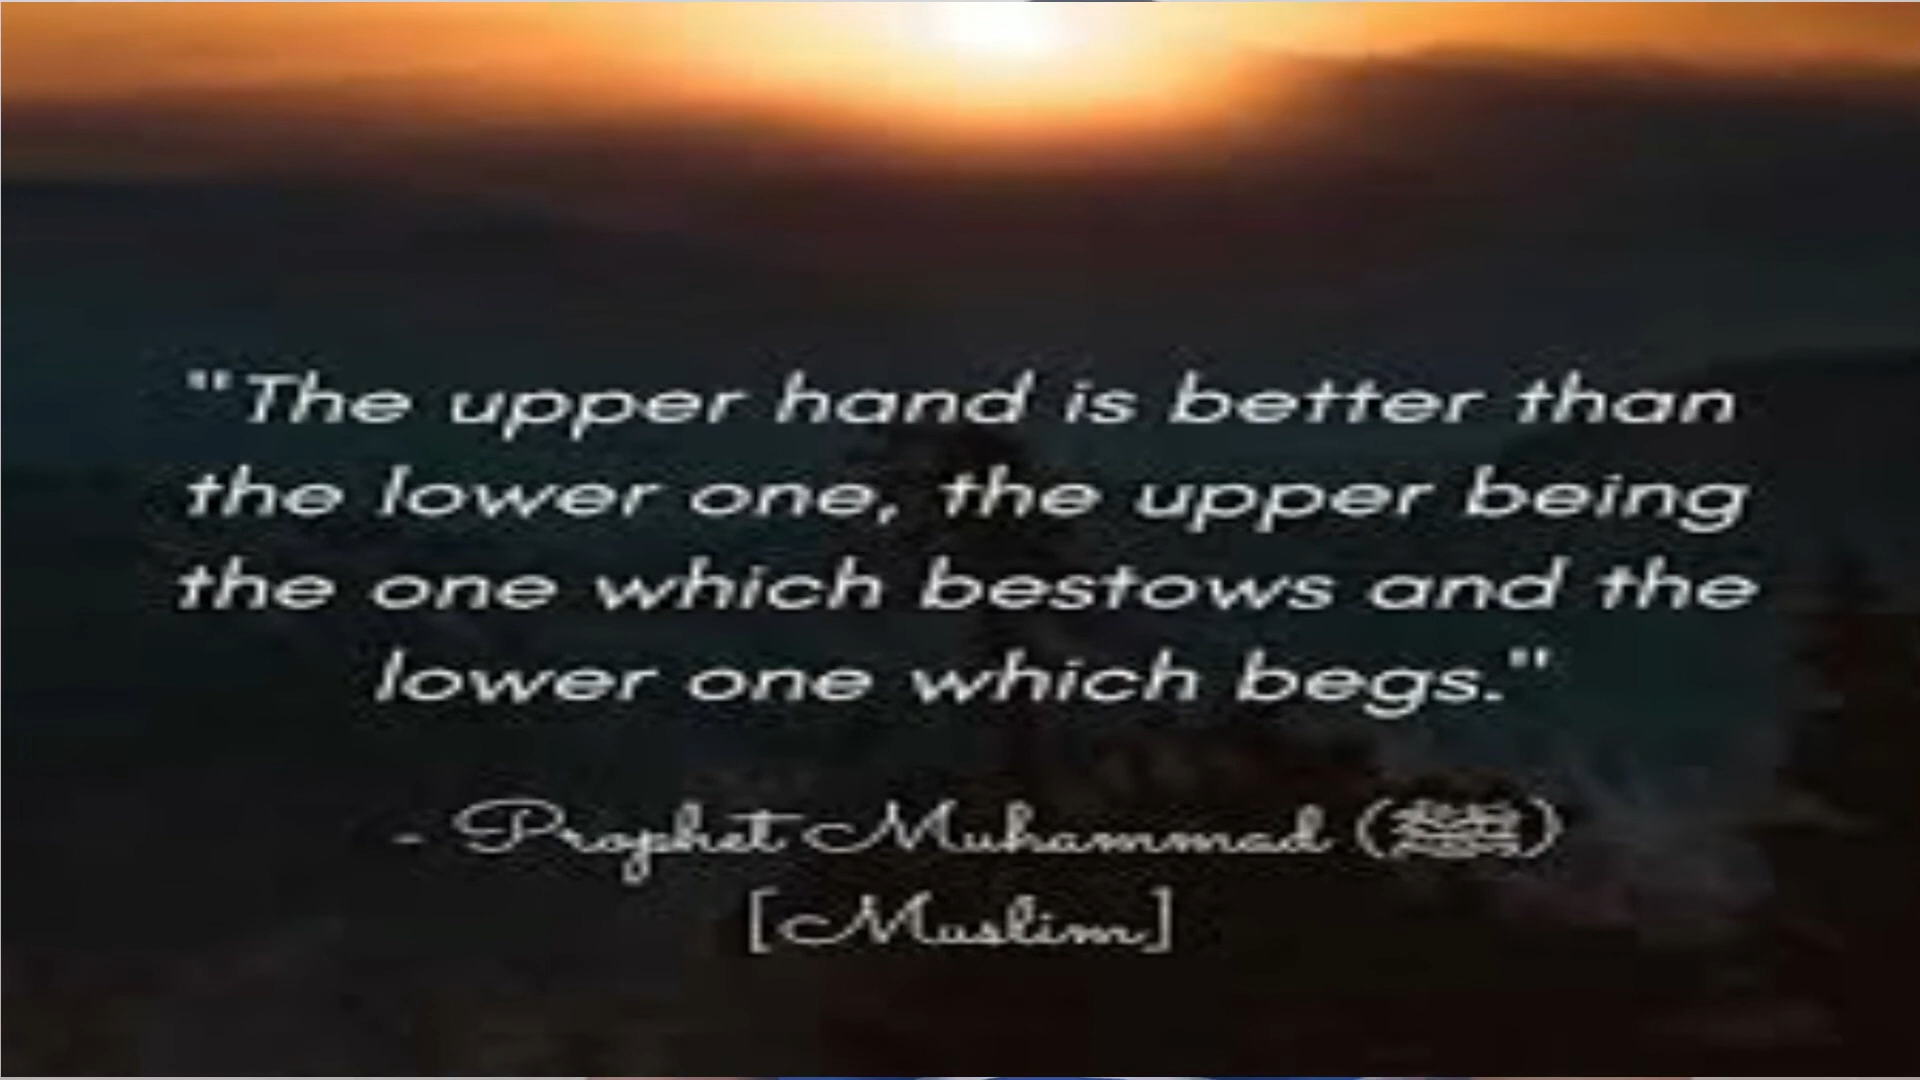 "The upper hand is better than
the lower one, the upper being
the one which bestows and the
lower one which begs."
- Prophet Muhammad (ﷺ)
[Muslim]